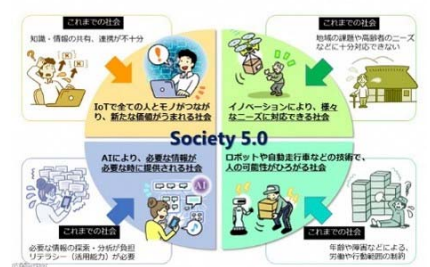 これまでの社会
知識・情報の共有、連携が不十分
IoTで全ての人とモノがつなが
り、新たな価値がうまれる社会
これまでの社会
地域の課題や高齢者のニーズ
などに十分対応できない
イノベーションにより、様々
なニーズに対応できる社会
Society 5.0
AIにより、必要な情報が
必要な時に提供される社会
AI
これまでの社会
必要な情報の探索・分析が負担
リテラシー（活用能力）が必要
ロボットや自動走行車などの技術で、
人の可能性がひろがる社会
これまでの社会
年齢や障害などによる、
労働や行動範囲の制約